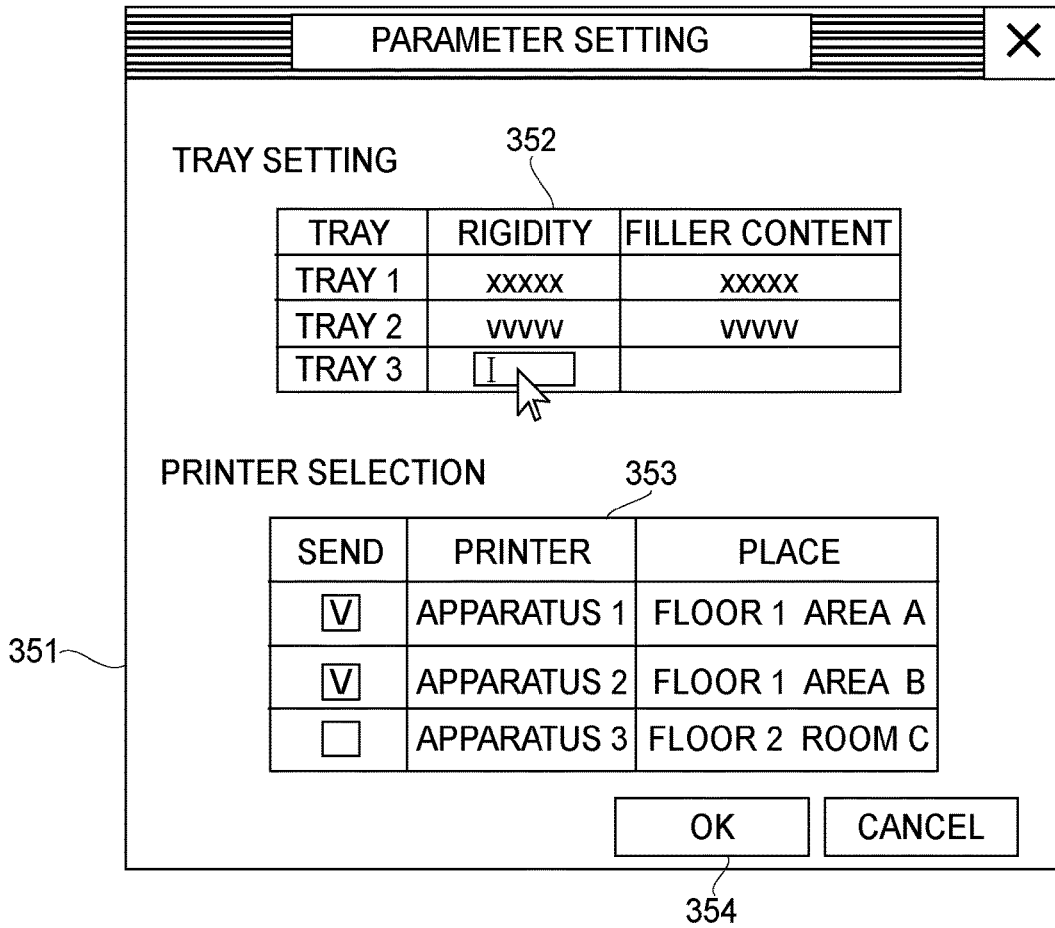 PARAMETER SETTING X
352
TRAY SETTING
TRAY RIGIDITY FILLER CONTENT
TRAY 1 xxxxx xxxxx
TRAY 2 vvvvv vvvvv
TRAY 3 I
PRINTER SELECTION 353
SEND PRINTER PLACE
V APPARATUS 1 FLOOR 1 AREA A
351
V APPARATUS 2 FLOOR 1 AREA B
APPARATUS 3 FLOOR 2 ROOM C
OK CANCEL
354